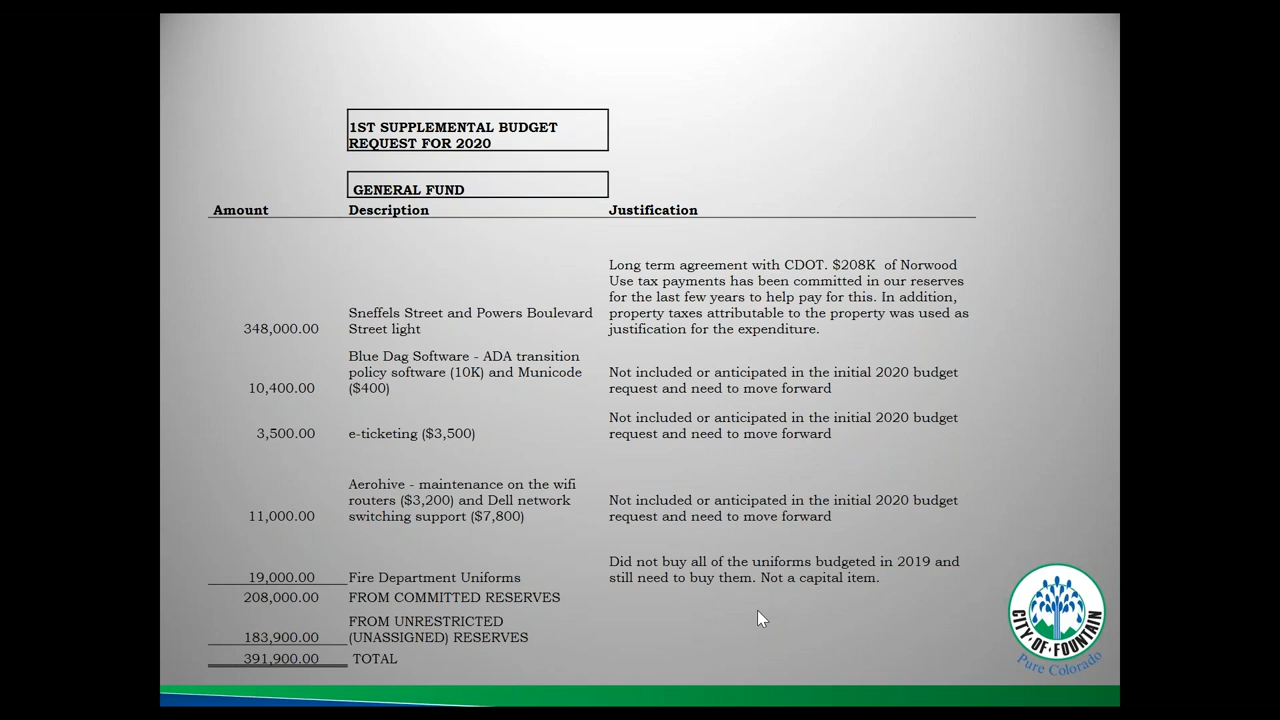 1ST SUPPLEMENTAL BUDGET
REQUEST FOR 2020
GENERAL FUND
Amount Description Justification
Long term agreement with CDOT. $208K of Norwood
Use tax payments has been committed in our reserves
for the last few years to help pay for this. In addition,
Sneffels Street and Powers Boulevard property taxes attributable to the property was used as
348,000.00 Street light justification for the expenditure.
Blue Dag Software - ADA transition
policy software (10K) and Municode Not included or anticipated in the initial 2020 budget
10,400.00 ($400) request and need to move forward
Not included or anticipated in the initial 2020 budget
3,500.00 e-ticketing ($3,500) request and need to move forward
Aerohive - maintenance on the wifi
routers ($3,200) and Dell network Not included or anticipated in the initial 2020 budget
11,000.00 switching support ($7,800) request and need to move forward
Did not buy all of the uniforms budgeted in 2019 and
19,000.00 Fire Department Uniforms still need to buy them. Not a capital item.
208,000.00 FROM COMMITTED RESERVES
FROM UNRESTRICTED
183,900.00 (UNASSIGNED) RESERVES
391,900.00 TOTAL
CITY OF FOUNTAIN
Pure Colorado